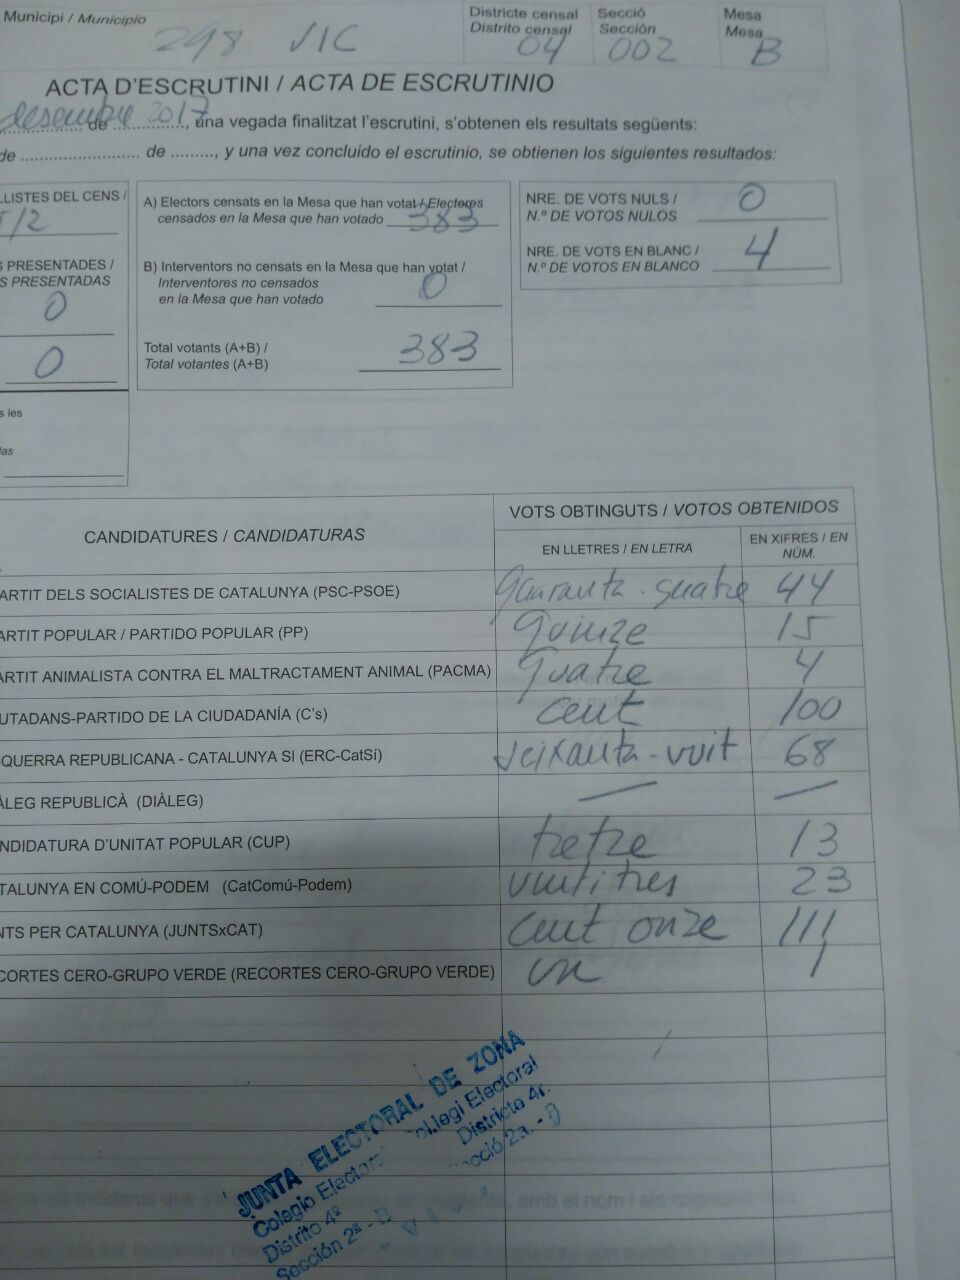 Municipi / Municipio
298 VIC
Districte censal
Distrito censal
04
Secció
Sección
002
Mesa
Mesa
B
ACTA D'ESCRUTINI / ACTA DE ESCRUTINIO
desembre de 2017, una vegada finalitzat l'escrutini, s'obtenen els resultats següents:
de ........................... de ........., y una vez concluido el escrutinio, se obtienen los siguientes resultados:
LLISTES DEL CENS /
S PRESENTADES /
S PRESENTADAS
0
0
s les
las
A) Electors censats en la Mesa que han votat / Electores
censados en la Mesa que han votado 383
B) Interventors no censats en la Mesa que han votat /
Interventores no censados
en la Mesa que han votado 0
Total votants (A+B) /
Total votantes (A+B) 383
NRE. DE VOTS NULS /
N.º DE VOTOS NULOS 0
NRE. DE VOTS EN BLANC /
N.º DE VOTOS EN BLANCO 4
CANDIDATURES / CANDIDATURAS
VOTS OBTINGUTS / VOTOS OBTENIDOS
EN LLETRES / EN LETRA
EN XIFRES / EN NÚM.
ARTIT DELS SOCIALISTES DE CATALUNYA (PSC-PSOE) quaranta-quatre 44
ARTIT POPULAR / PARTIDO POPULAR (PP) quinze 15
ARTIT ANIMALISTA CONTRA EL MALTRACTAMENT ANIMAL (PACMA) quatre 4
UTADANS-PARTIDO DE LA CIUDADANÍA (C's) cent 100
QUERRA REPUBLICANA - CATALUNYA SI (ERC-CatSí) seixanta-vuit 68
ÀLEG REPUBLICÀ (DIÀLEG) — —
NDIDATURA D'UNITAT POPULAR (CUP) tretze 13
TALUNYA EN COMÚ-PODEM (CatComú-Podem) vintitres 23
NTS PER CATALUNYA (JUNTSxCAT) cent onze 111
CORTES CERO-GRUPO VERDE (RECORTES CERO-GRUPO VERDE) un 1
JUNTA ELECTORAL DE ZONA
Colegio Electoral
Distrito 4º
Sección 2ª - B
Col.legi Electoral
Districte 4t.
Secció 2a. - B